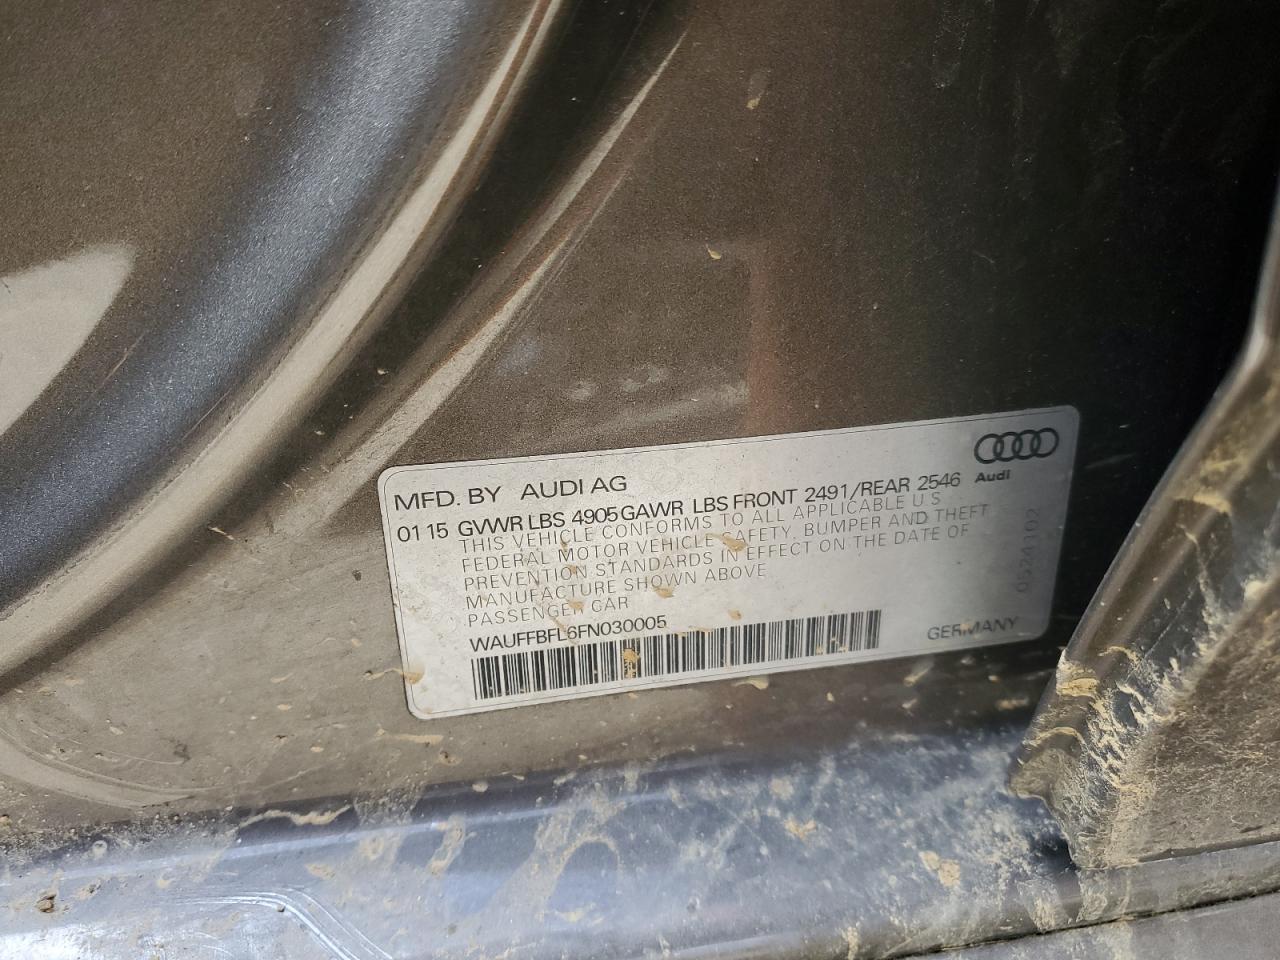 Audi
MFD. BY AUDI AG
01 15 GVWR LBS 4905 GAWR LBS FRONT 2491/REAR 2546
THIS VEHICLE CONFORMS TO ALL APPLICABLE U S
FEDERAL MOTOR VEHICLE SAFETY, BUMPER AND THEFT
PREVENTION STANDARDS IN EFFECT ON THE DATE OF
MANUFACTURE SHOWN ABOVE
PASSENGER CAR
WAUFFBFL6FN030005
GERMANY
0524102